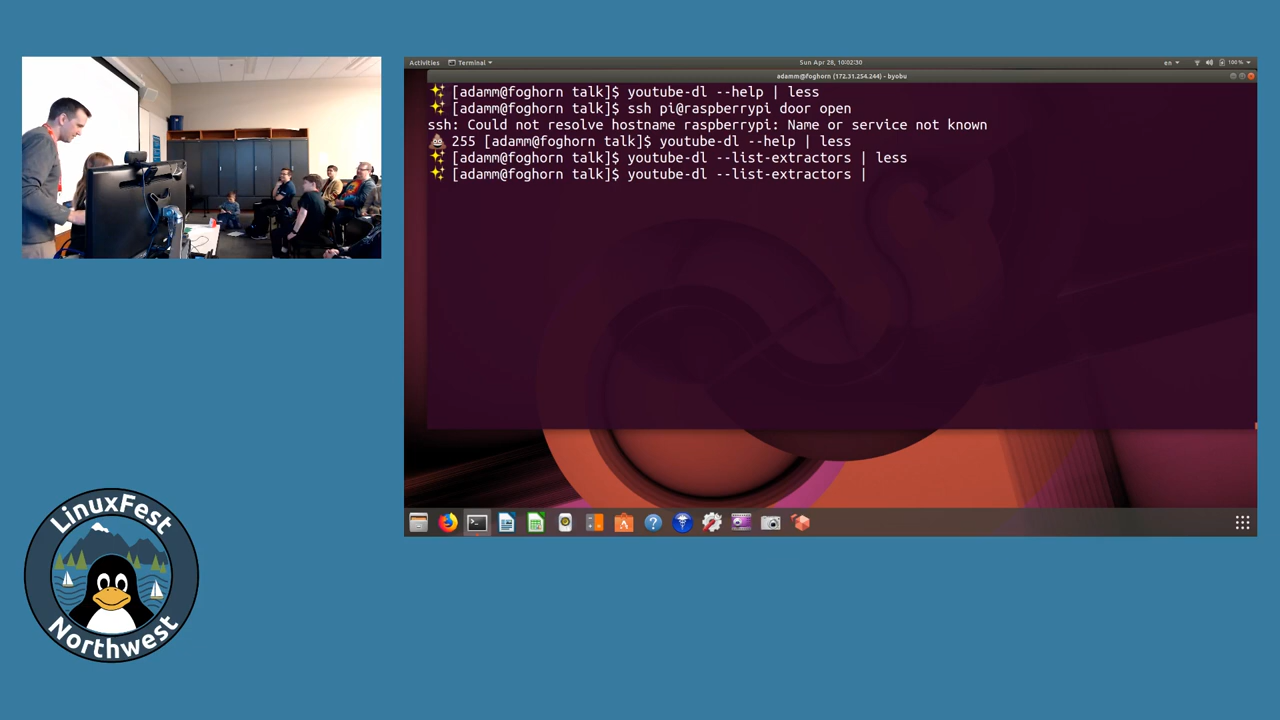 Activities
Terminal
Sun Apr 28, 10:02:30
en
100 %
adamm@foghorn (172.31.254.244) - byobu
[adamm@foghorn talk]$ youtube-dl --help | less
[adamm@foghorn talk]$ ssh pi@raspberrypi door open
ssh: Could not resolve hostname raspberrypi: Name or service not known
255 [adamm@foghorn talk]$ youtube-dl --help | less
[adamm@foghorn talk]$ youtube-dl --list-extractors | less
[adamm@foghorn talk]$ youtube-dl --list-extractors |
LinuxFest
Northwest